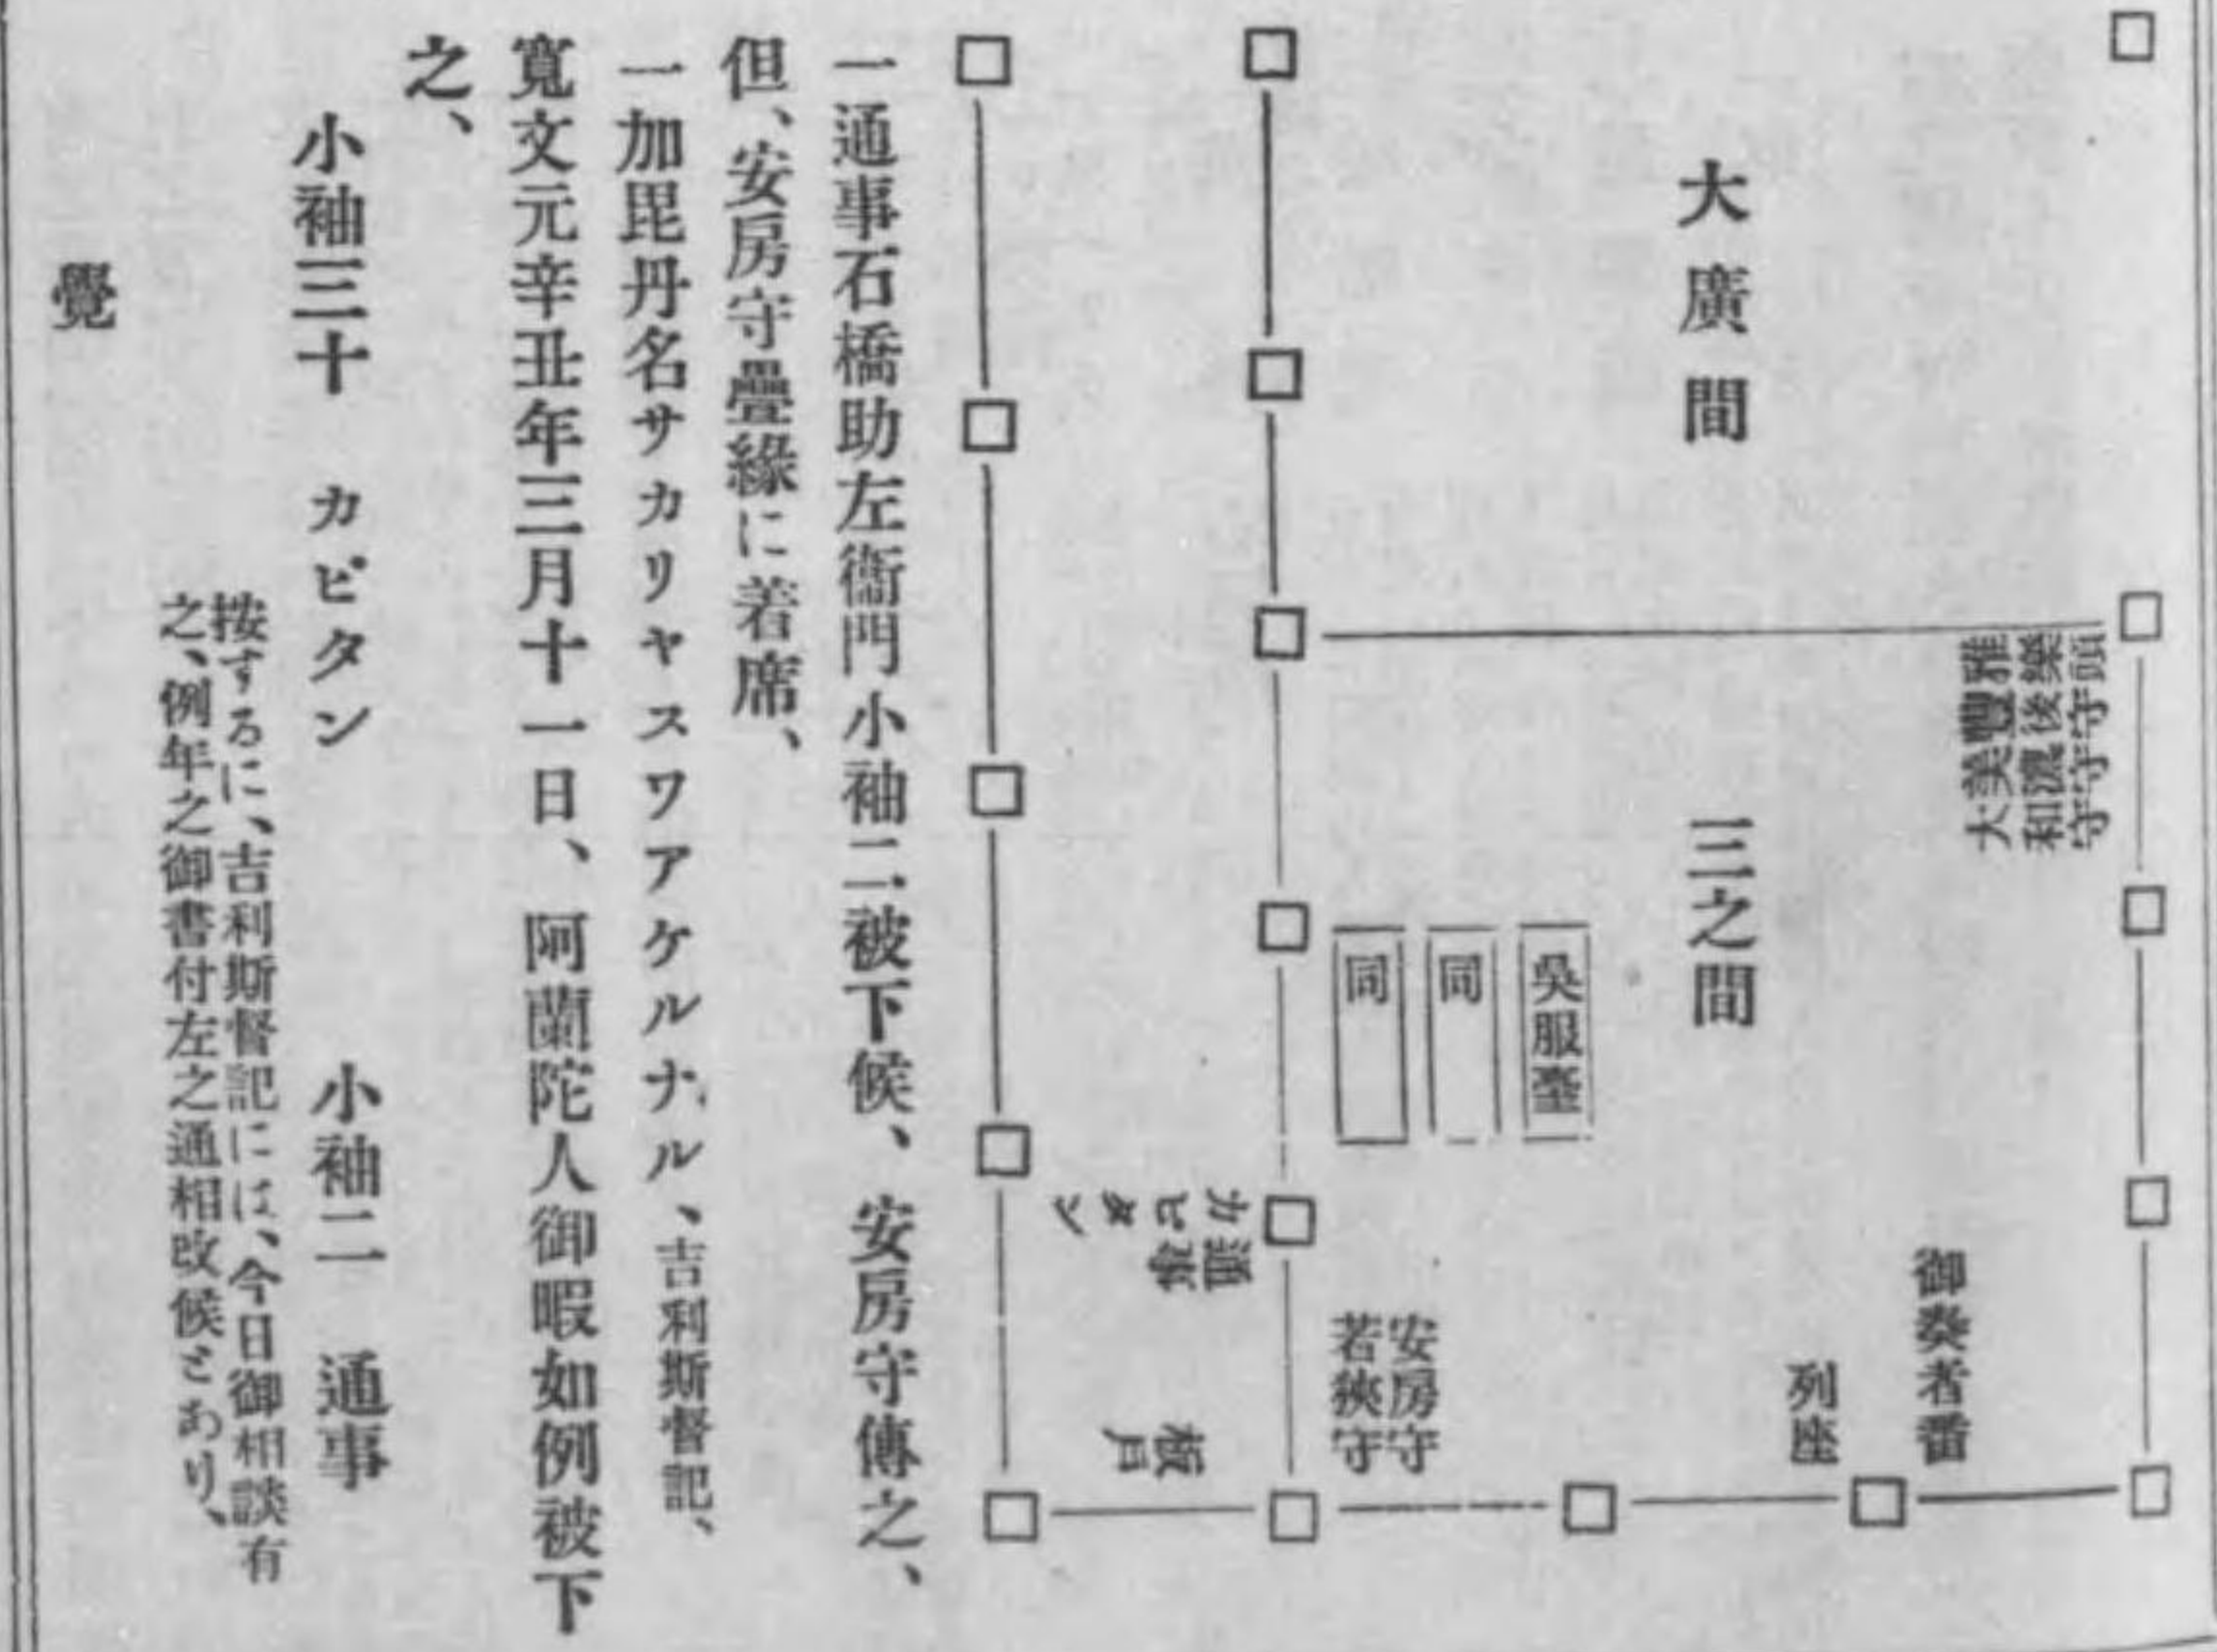 大廣間
雅樂頭
豐後守
美濃守
大和守
三之間
吳服臺
同
同
御奏者番
列座
安房守
若狹守
カピタン
板
一通事石橋助左衞門小袖二被下候、安房守傳之、
但、安房守疊緣に着席、
一加毘丹名サカリヤスワアケルナル、吉利斯督記、
寬文元辛丑年三月十一日、阿蘭陀人御暇如例被下
之、
小袖三十 カピタン 小袖二 通事
按するに、吉利斯督記には、今日御相談有
之、例年之御書付左之通相改候とあり、
覺